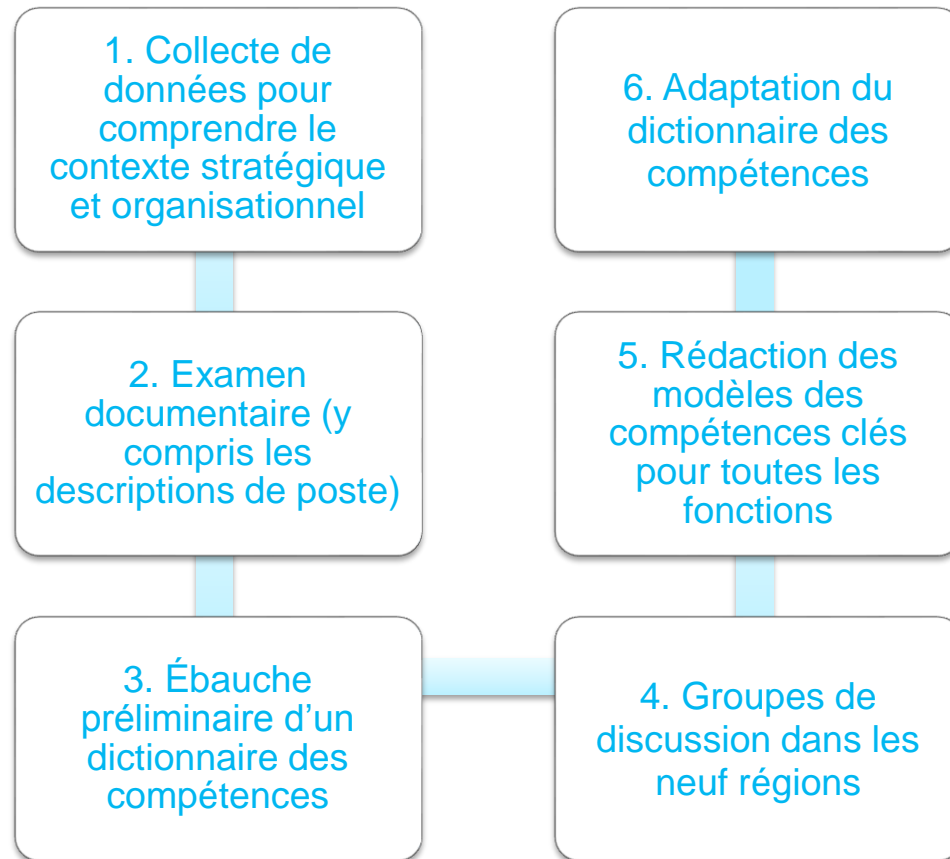 1. Collecte de
données pour
comprendre le
contexte stratégique
et organisationnel
2. Examen
documentaire (y
compris les
descriptions de poste)
3. Ébauche
préliminaire d’un
dictionnaire des
compétences
4. Groupes de
discussion dans les
neuf régions
5. Rédaction des
modèles des
compétences clés
pour toutes les
fonctions
6. Adaptation du
dictionnaire des
compétences